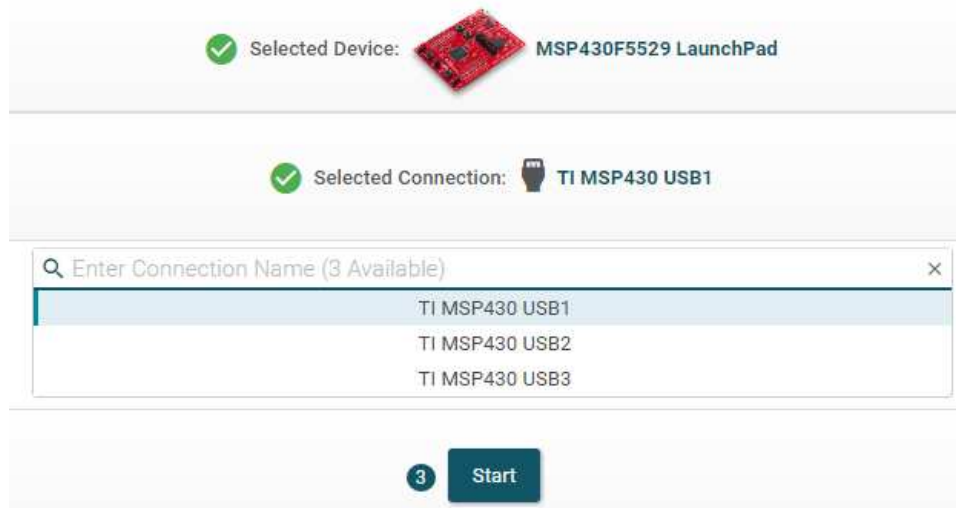 Selected Device: MSP430F5529 LaunchPad
Selected Connection: TI MSP430 USB1
Enter Connection Name (3 Available)
TI MSP430 USB1
TI MSP430 USB2
TI MSP430 USB3
3 Start